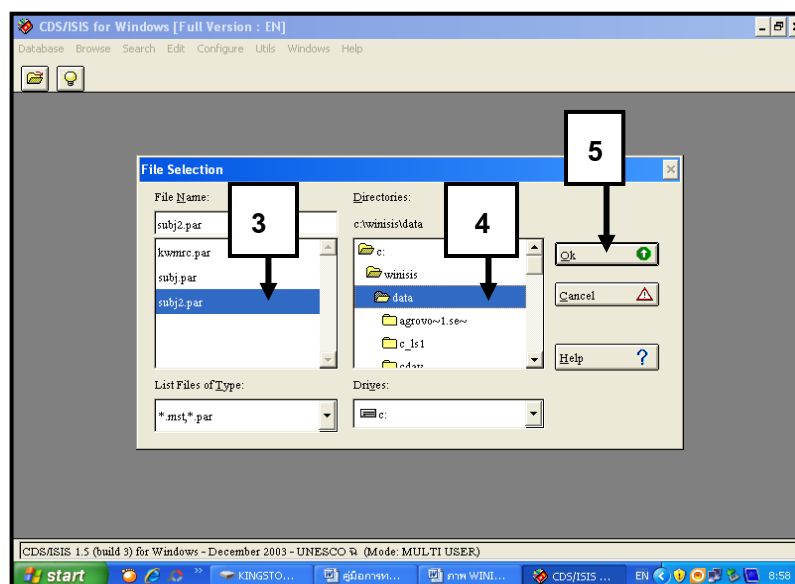 CDS/ISIS for Windows [Full Version : EN]
Database Browse Search Edit Configure Utils Windows Help
5
File Selection
File Name:
Directories:
subj2.par
c:\winisis\data
3
4
kwmrc.par
subj.par
subj2.par
c:
winisis
data
agrovo~1.se~
c_ls1
cdav
Ok
Cancel
Help
?
List Files of Type:
Drives:
*.mst,*.par
c:
CDS/ISIS 1.5 (build 3) for Windows - December 2003 - UNESCO (Mode: MULTI USER)
start
KINGSTO...
คู่มือการท...
ภาพ WINI...
CDS/ISIS ...
EN
8:58